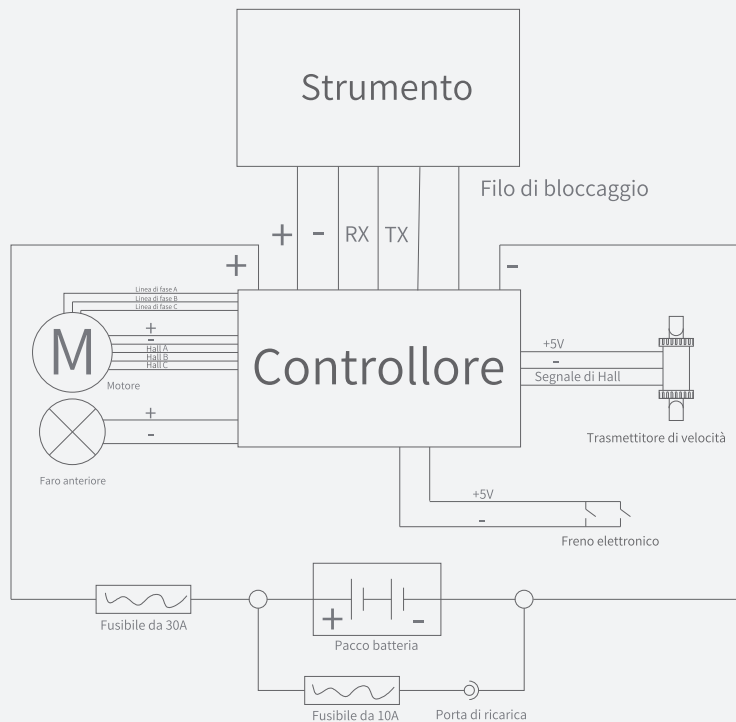 Strumento
Filo di bloccaggio
+ - RX TX
+
-
Linea di fase A
Linea di fase B
Linea di fase C
+
-
Hall A
Hall B
Hall C
M
Motore
Controllore
+5V
-
Segnale di Hall
Trasmettitore di velocità
+
-
Faro anteriore
+5V
-
Freno elettronico
Fusibile da 30A
+ -
Pacco batteria
Fusibile da 10A
Porta di ricarica